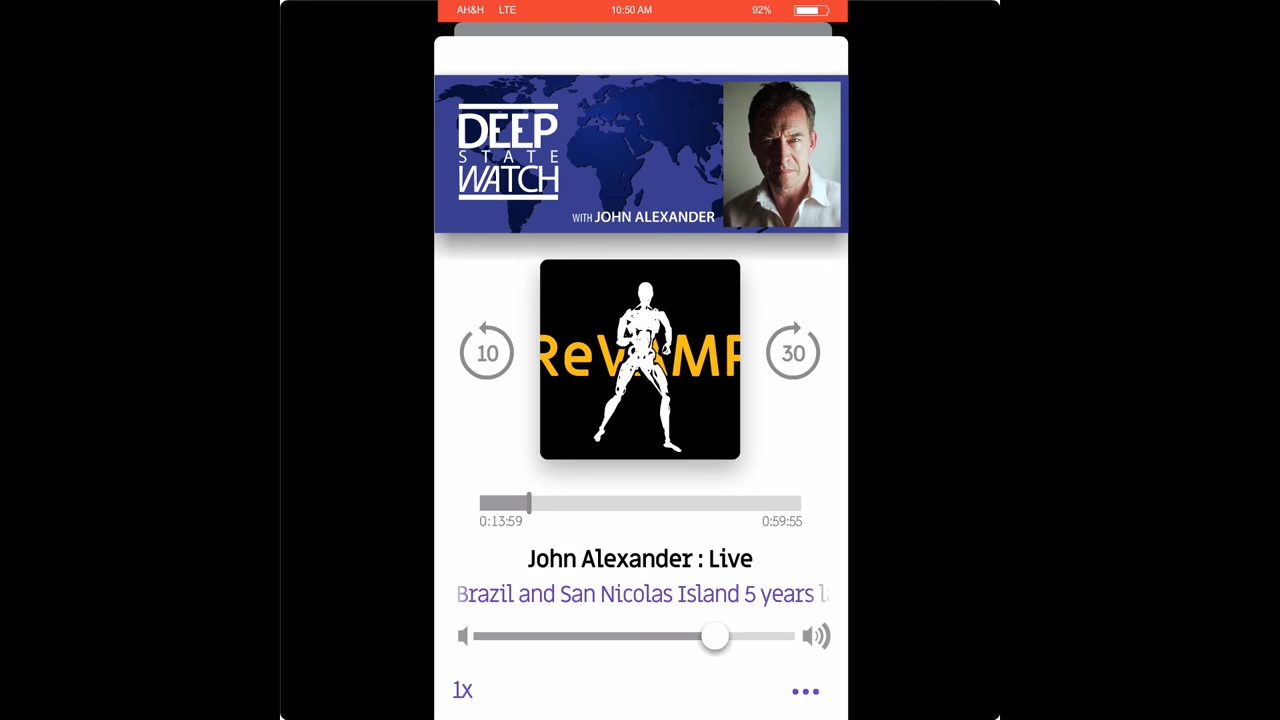 AH&H LTE 10:50 AM 92%
DEEP
STATE
WATCH
WITH JOHN ALEXANDER
10
ReVAMP
30
0:13:59 0:59:55
John Alexander : Live
Brazil and San Nicolas Island 5 years la
1x